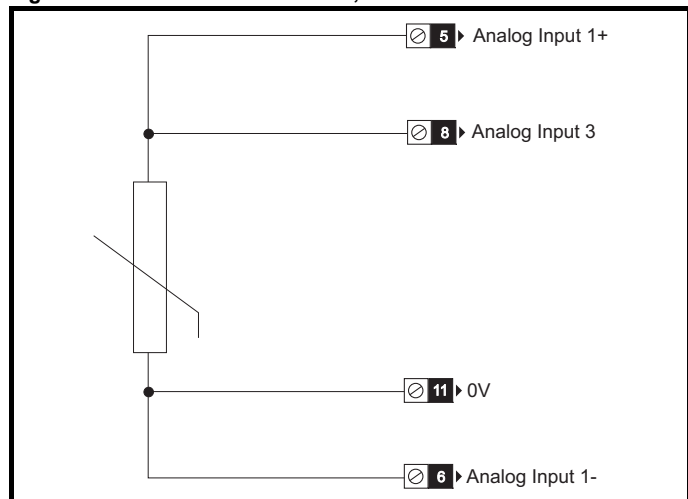 5 Analog Input 1+
8 Analog Input 3
11 0V
6 Analog Input 1-